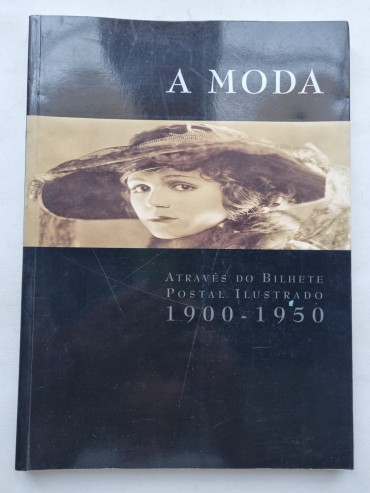 A MODA
ATRAVÉS DO BILHETE
POSTAL ILUSTRADO
1900-1950